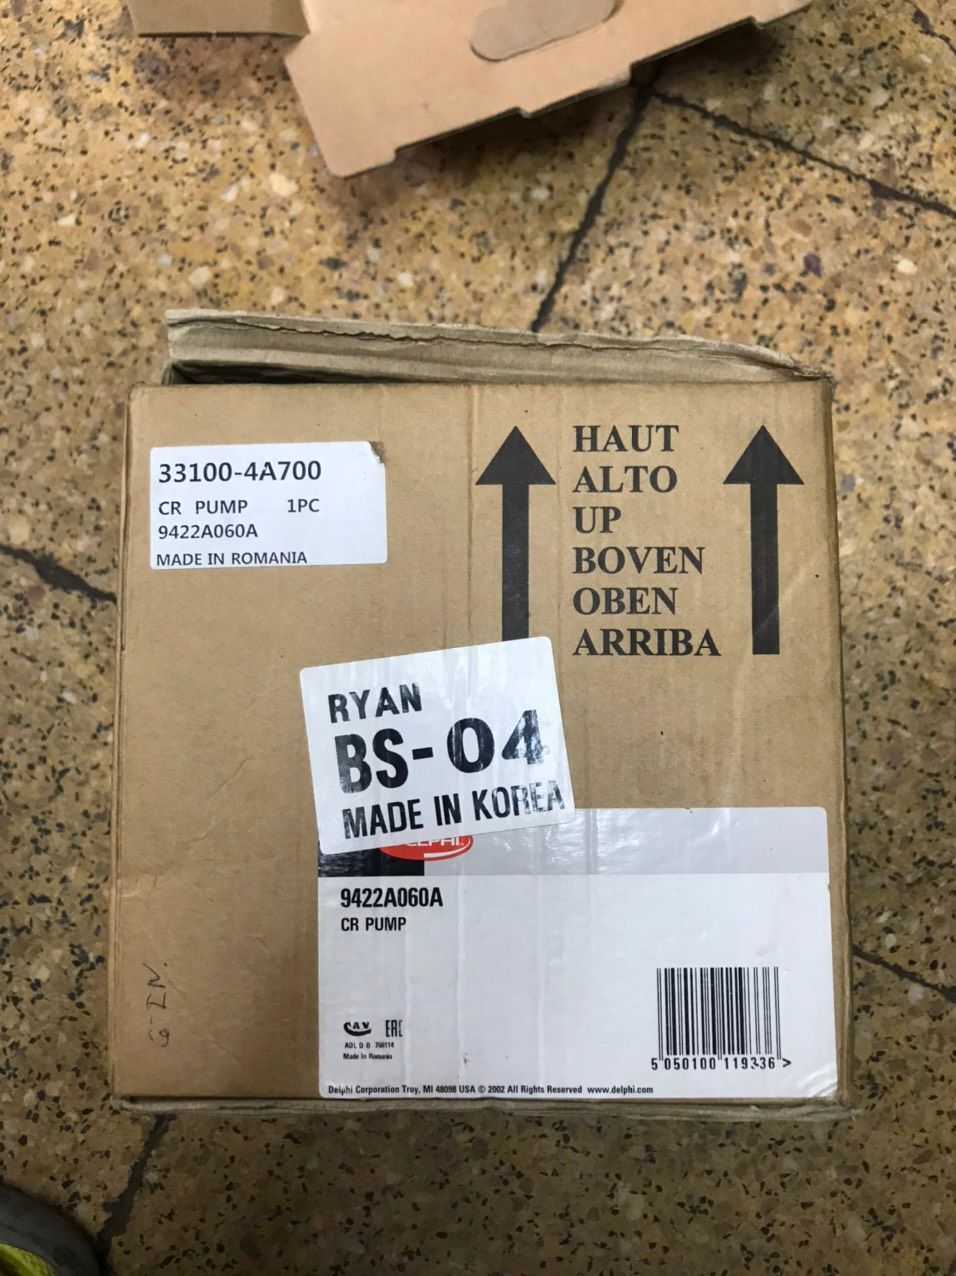 33100-4A700
CR PUMP 1PC
9422A060A
MADE IN ROMANIA
HAUT
ALTO
UP
BOVEN
OBEN
ARRIBA
RYAN
BS-04
MADE IN KOREA
9422A060A
CR PUMP
CAV EAC
Made in Romania
5 050100 119336 >
Delphi Corporation Troy, MI 48098 USA © 2002 All Rights Reserved www.delphi.com